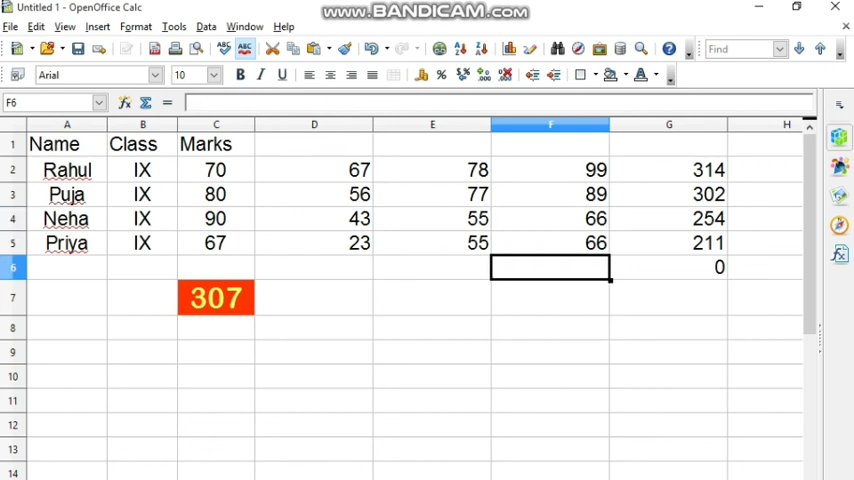 Untitled 1 - OpenOffice Calc
www.BANDICAM.com
File Edit View Insert Format Tools Data Window Help
Arial 10 B I U Find
F6 =
A B C D E F G H
1 Name Class Marks
2 Rahul IX 70 67 78 99 314
3 Puja IX 80 56 77 89 302
4 Neha IX 90 43 55 66 254
5 Priya IX 67 23 55 66 211
6 0
7 307
8
9
10
11
12
13
14